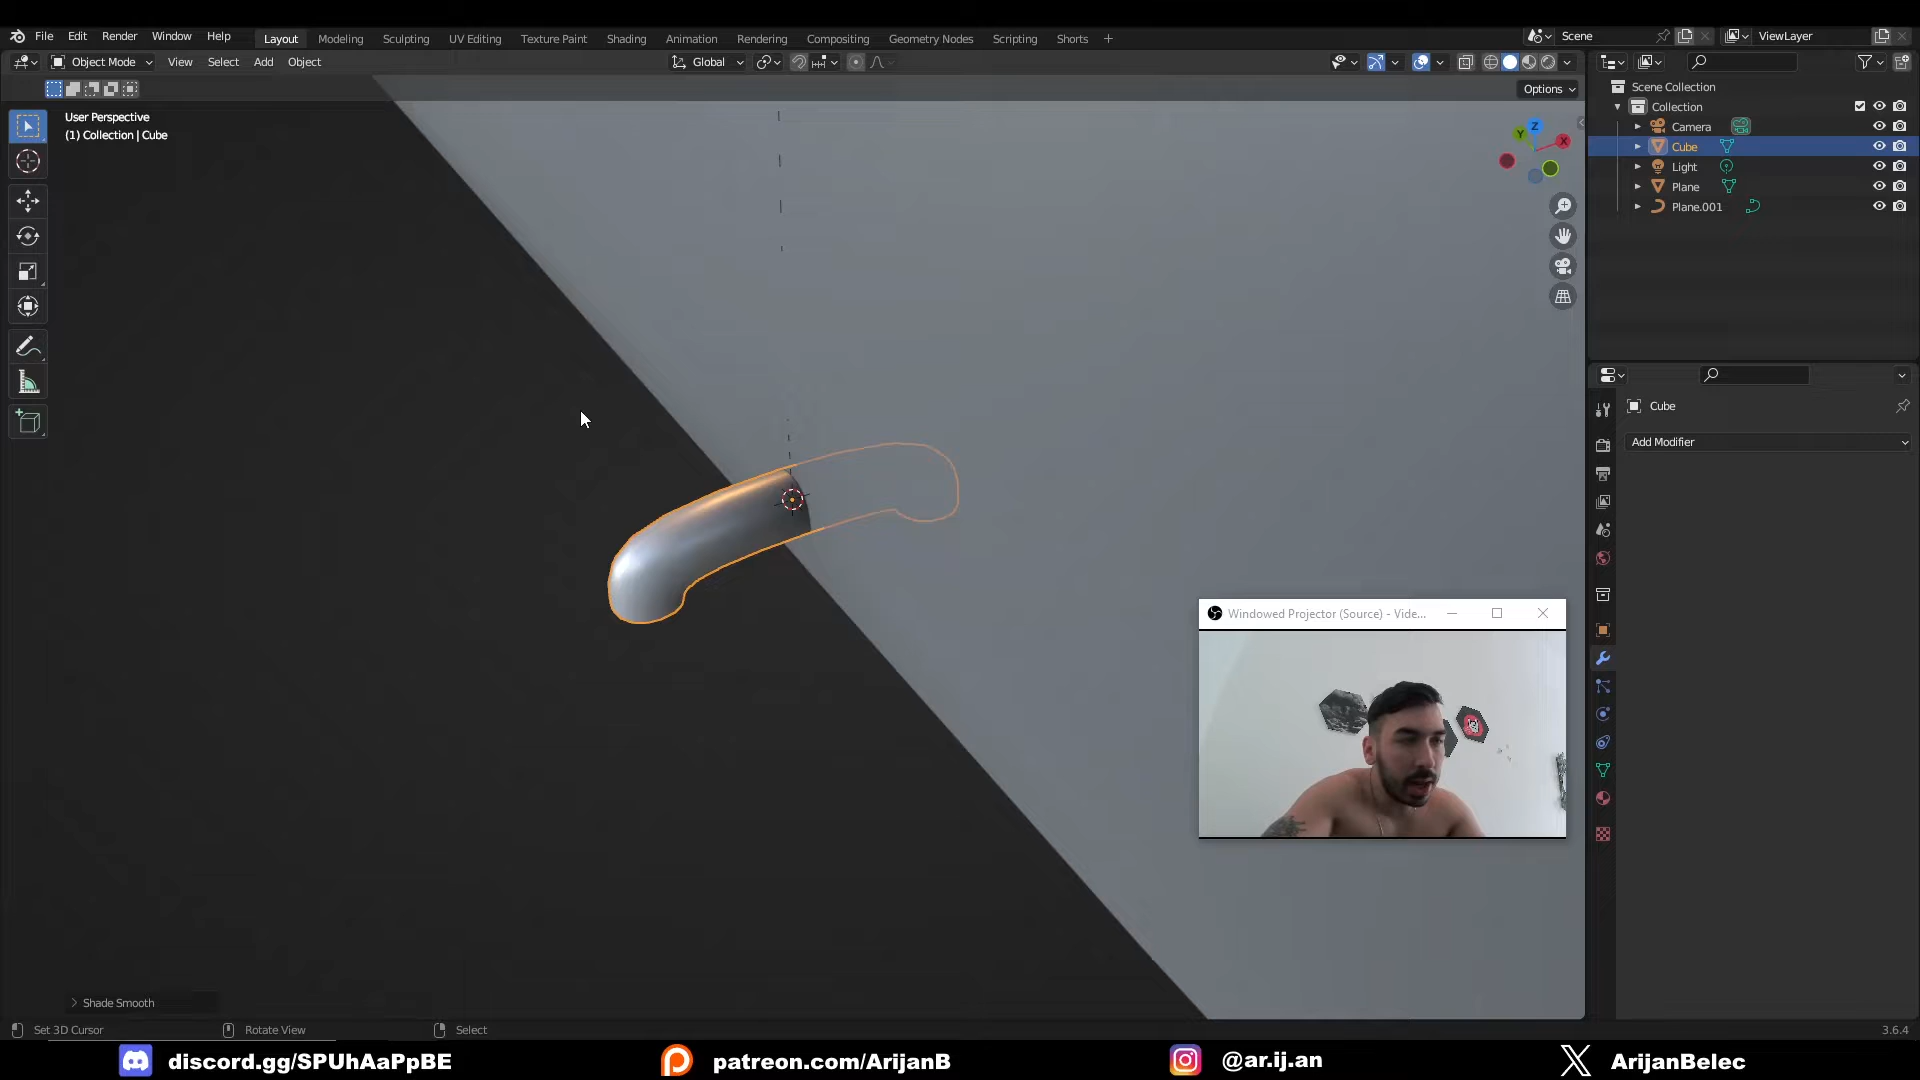 File Edit Render Window Help Layout Modeling Sculpting UV Editing Texture Paint Shading Animation Rendering Compositing Geometry Nodes Scripting Shorts + Scene ViewLayer
Object Mode View Select Add Object Global
Options
User Perspective
(1) Collection | Cube
Z
Y
X
Scene Collection
Collection
Camera
Cube
Light
Plane
Plane.001
Cube
Add Modifier
Windowed Projector (Source) - Vide...
Shade Smooth
Set 3D Cursor Rotate View Select 3.6.4
discord.gg/SPUhAaPpBE patreon.com/ArijanB @ar.ij.an ArijanBelec